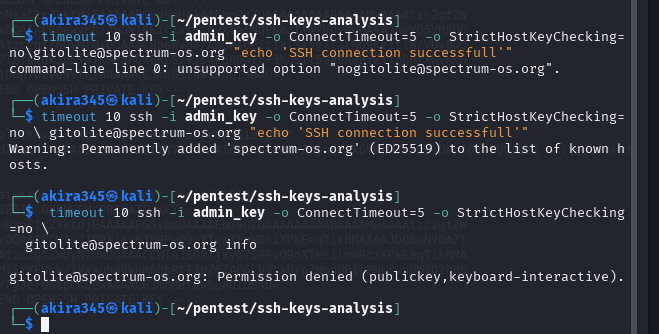 ┌──(akira345㉿kali)-[~/pentest/ssh-keys-analysis]
└─$ timeout 10 ssh -i admin_key -o ConnectTimeout=5 -o StrictHostKeyChecking=
no\gitolite@spectrum-os.org "echo 'SSH connection successfull'"
command-line line 0: unsupported option "nogitolite@spectrum-os.org".
┌──(akira345㉿kali)-[~/pentest/ssh-keys-analysis]
└─$ timeout 10 ssh -i admin_key -o ConnectTimeout=5 -o StrictHostKeyChecking=
no \ gitolite@spectrum-os.org "echo 'SSH connection successfull'"
Warning: Permanently added 'spectrum-os.org' (ED25519) to the list of known h
osts.
┌──(akira345㉿kali)-[~/pentest/ssh-keys-analysis]
└─$  timeout 10 ssh -i admin_key -o ConnectTimeout=5 -o StrictHostKeyChecking
=no \
  gitolite@spectrum-os.org info
gitolite@spectrum-os.org: Permission denied (publickey,keyboard-interactive).
┌──(akira345㉿kali)-[~/pentest/ssh-keys-analysis]
└─$